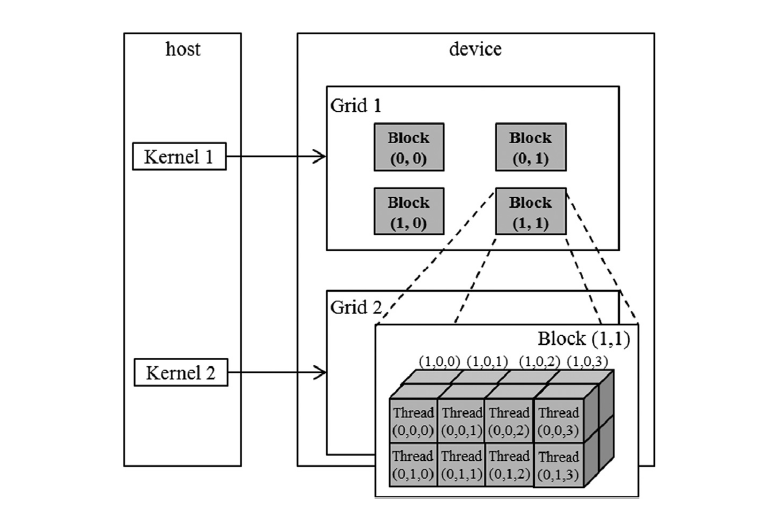 host
device
Grid 1
Kernel 1
Block
(0, 0)
Block
(0, 1)
Block
(1, 0)
Block
(1, 1)
Grid 2
Kernel 2
Block (1,1)
(1,0,0) (1,0,1) (1,0,2) (1,0,3)
Thread
(0,0,0)
Thread
(0,0,1)
Thread
(0,0,2)
Thread
(0,0,3)
Thread
(0,1,0)
Thread
(0,1,1)
Thread
(0,1,2)
Thread
(0,1,3)